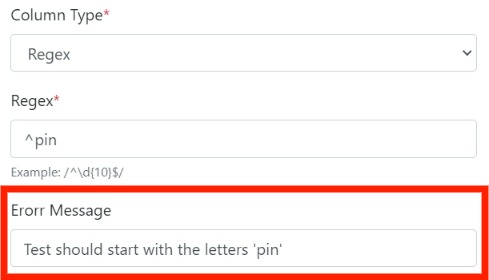 Column Type*
Regex
Regex*
^pin
Example: /^\d{10}$/
Erorr Message
Test should start with the letters 'pin'